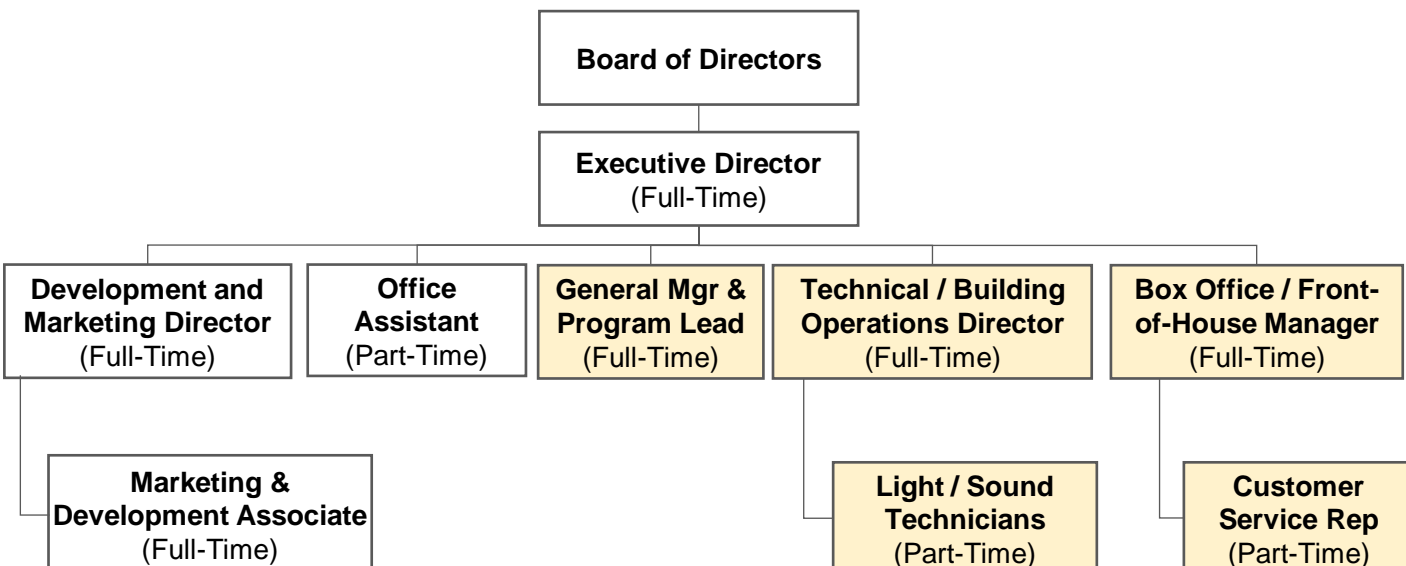 Board of Directors
Executive Director
(Full-Time)
Development and
Marketing Director
(Full-Time)
Office
Assistant
(Part-Time)
General Mgr &
Program Lead
(Full-Time)
Technical / Building
Operations Director
(Full-Time)
Box Office / Front-
of-House Manager
(Full-Time)
Marketing &
Development Associate
(Full-Time)
Light / Sound
Technicians
(Part-Time)
Customer
Service Rep
(Part-Time)